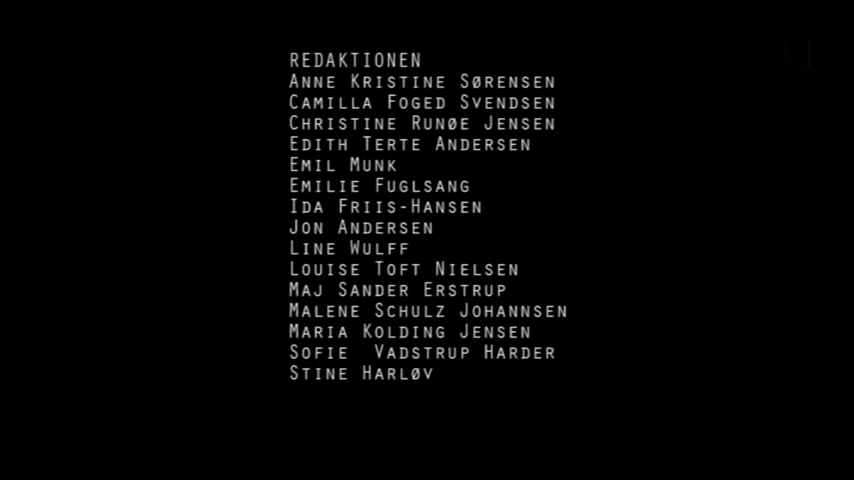 REDAKTIONEN
ANNE KRISTINE SØRENSEN
CAMILLA FOGED SVENDSEN
CHRISTINE RUNØE JENSEN
EDITH TERTE ANDERSEN
EMIL MUNK
EMILIE FUGLSANG
IDA FRIIS-HANSEN
JON ANDERSEN
LINE WULFF
LOUISE TOFT NIELSEN
MAJ SANDER ERSTRUP
MALENE SCHULZ JOHANNSEN
MARIA KOLDING JENSEN
SOFIE  VADSTRUP HARDER
STINE HARLØV